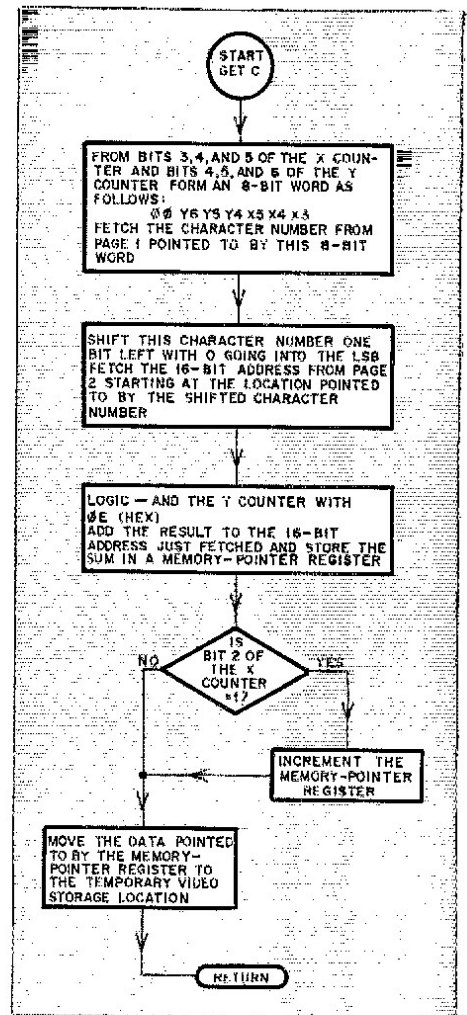 START
GET C
FROM BITS 3,4, AND 5 OF THE X COUN-
TER AND BITS 4,5, AND 6 OF THE Y
COUNTER FORM AN 8-BIT WORD AS
FOLLOWS:
ØØ Y6 Y5 Y4 X5 X4 X3
FETCH THE CHARACTER NUMBER FROM
PAGE 1 POINTED TO BY THIS 8-BIT
WORD
SHIFT THIS CHARACTER NUMBER ONE
BIT LEFT WITH 0 GOING INTO THE LSB
FETCH THE 16-BIT ADDRESS FROM PAGE
2 STARTING AT THE LOCATION POINTED
TO BY THE SHIFTED CHARACTER
NUMBER
LOGIC — AND THE Y COUNTER WITH
ØE (HEX)
ADD THE RESULT TO THE 16-BIT
ADDRESS JUST FETCHED AND STORE THE
SUM IN A MEMORY-POINTER REGISTER
IS
BIT 2 OF
THE X
COUNTER
=1?
NO
YES
INCREMENT THE
MEMORY-POINTER
REGISTER
MOVE THE DATA POINTED
TO BY THE MEMORY-
POINTER REGISTER TO
THE TEMPORARY VIDEO
STORAGE LOCATION
RETURN